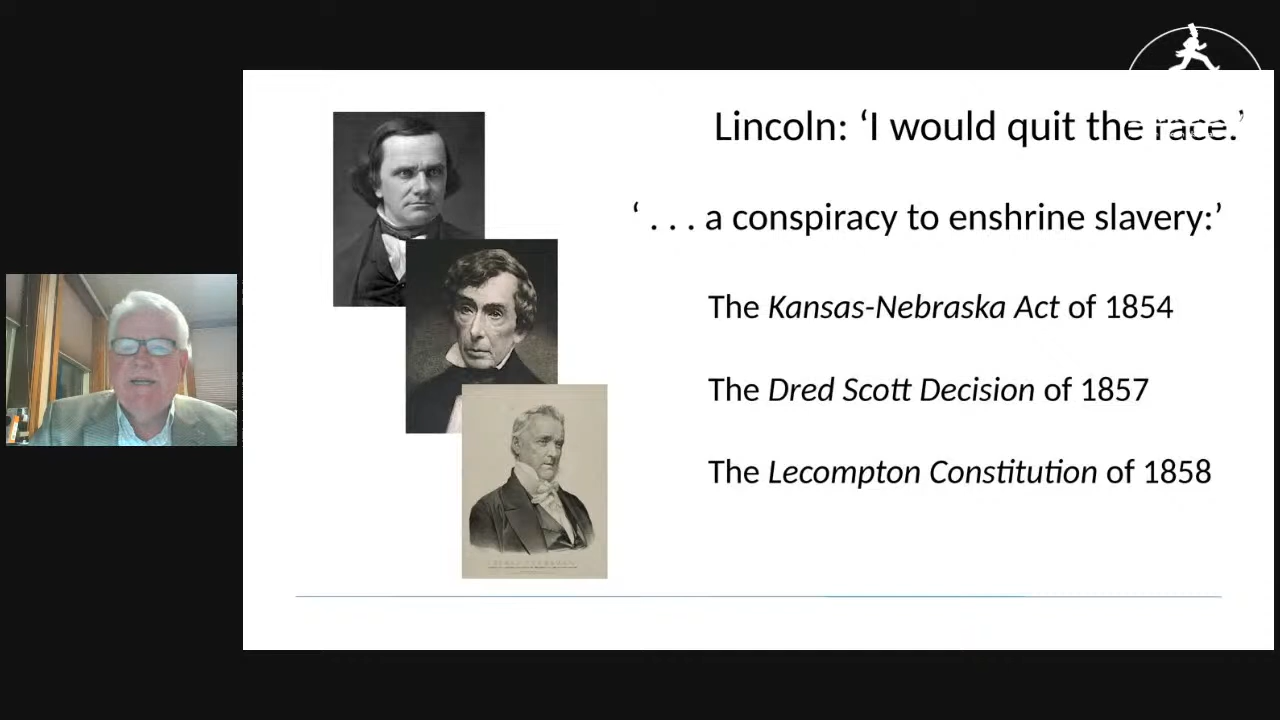 Lincoln: ‘I would quit the race.’
‘ . . . a conspiracy to enshrine slavery:’
The Kansas-Nebraska Act of 1854
The Dred Scott Decision of 1857
The Lecompton Constitution of 1858